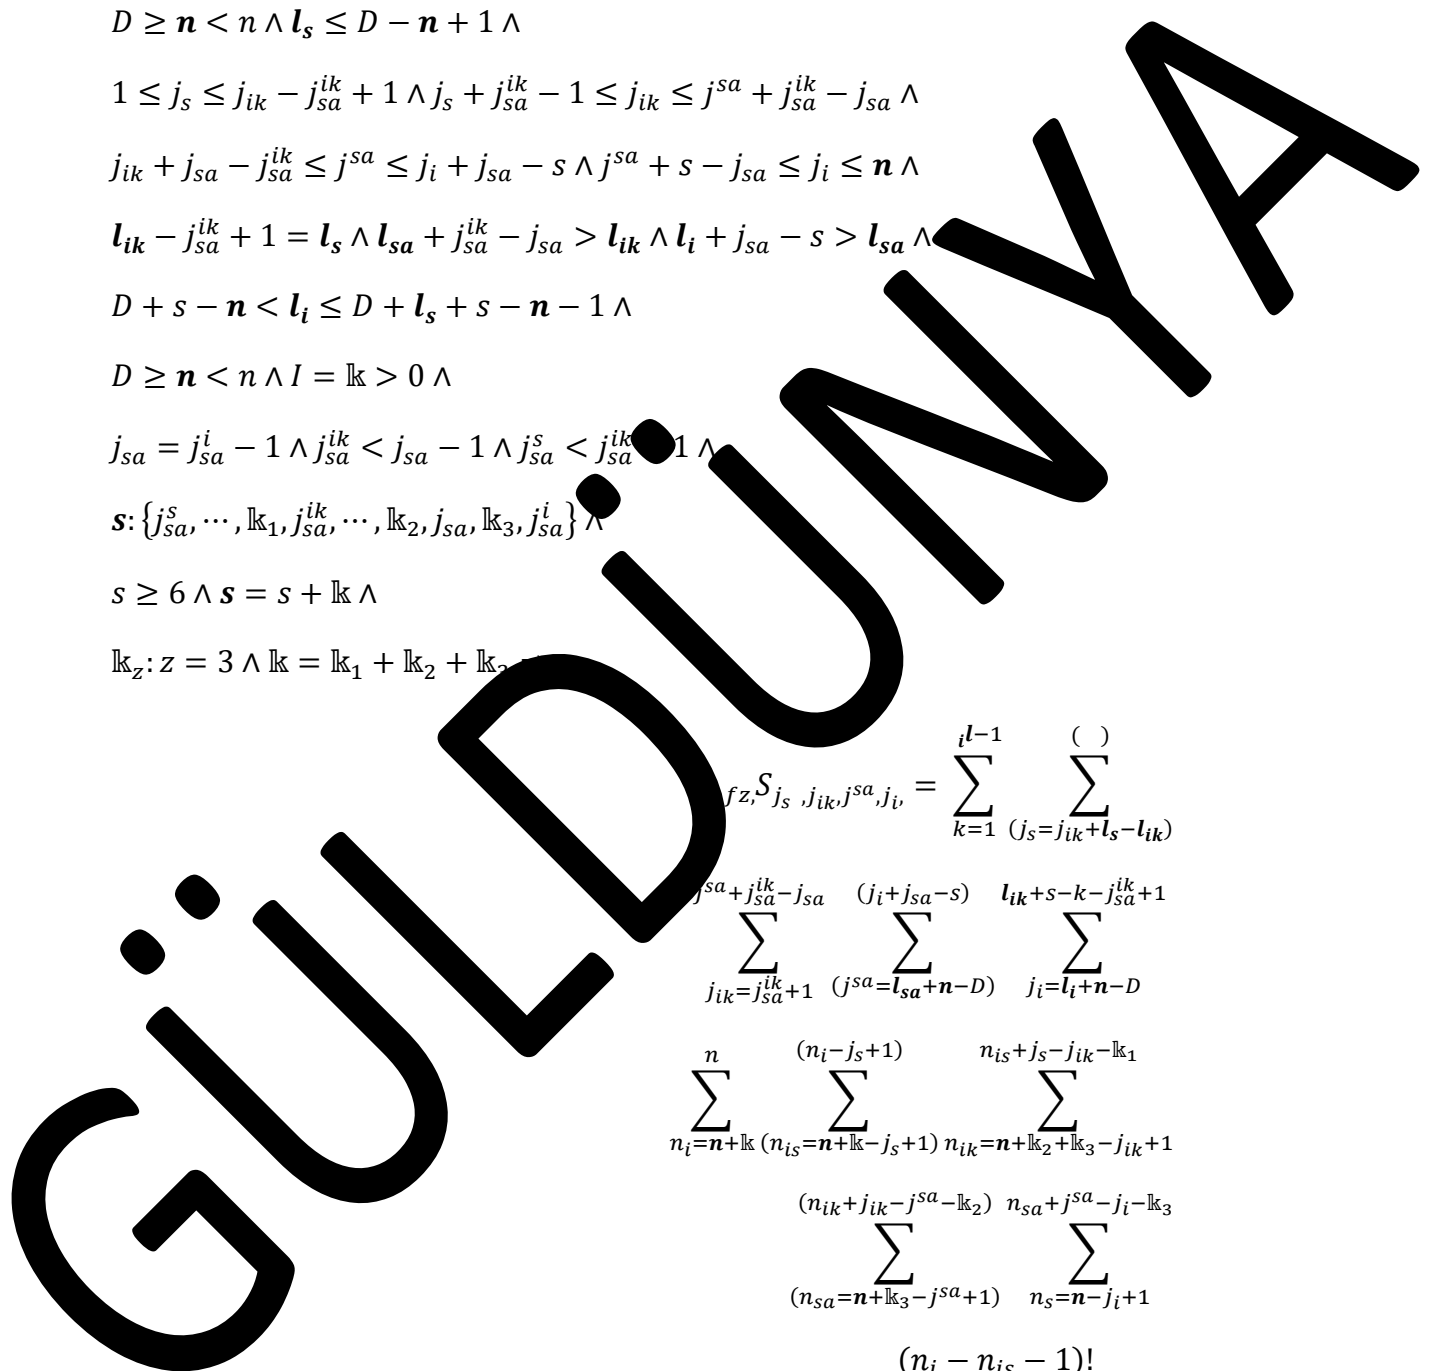 D ≥ n < n ∧ l_s ≤ D − n + 1 ∧
1 ≤ j_s ≤ j_ik − j_sa^ik + 1 ∧ j_s + j_sa^ik − 1 ≤ j_ik ≤ j^sa + j_sa^ik − j_sa ∧
j_ik + j_sa − j_sa^ik ≤ j^sa ≤ j_i + j_sa − s ∧ j^sa + s − j_sa ≤ j_i ≤ n ∧
l_ik − j_sa^ik + 1 = l_s ∧ l_sa + j_sa^ik − j_sa > l_ik ∧ l_i + j_sa − s > l_sa ∧
D + s − n < l_i ≤ D + l_s + s − n − 1 ∧
D ≥ n < n ∧ I = 𝕜 > 0 ∧
j_sa = j_sa^i − 1 ∧ j_sa^ik < j_sa − 1 ∧ j_sa^s < j_sa^ik 1 ∧
s: {j_sa^s, ⋯, 𝕜_1, j_sa^ik, ⋯, 𝕜_2, j_sa, 𝕜_3, j_sa^i} ∧
s ≥ 6 ∧ s = s + 𝕜 ∧
𝕜_z: z = 3 ∧ 𝕜 = 𝕜_1 + 𝕜_2 + 𝕜_3
fz, S_{j_s, j_ik, j^sa, j_i,} = ∑_{k=1}^{_i l−1} ∑_{(j_s=j_ik+l_s−l_ik)}^{( )}
∑_{j_ik=j_sa^ik+1}^{j^sa+j_sa^ik−j_sa} ∑_{(j^sa=l_sa+n−D)}^{(j_i+j_sa−s)} ∑_{j_i=l_i+n−D}^{l_ik+s−k−j_sa^ik+1}
∑_{n_i=n+𝕜}^{n} ∑_{(n_is=n+𝕜−j_s+1)}^{(n_i−j_s+1)} ∑_{n_ik=n+𝕜_2+𝕜_3−j_ik+1}^{n_is+j_s−j_ik−𝕜_1}
∑_{(n_sa=n+𝕜_3−j^sa+1)}^{(n_ik+j_ik−j^sa−𝕜_2)} ∑_{n_s=n−j_i+1}^{n_sa+j^sa−j_i−𝕜_3}
(n_i − n_is − 1)!
GÜLDÜNYA